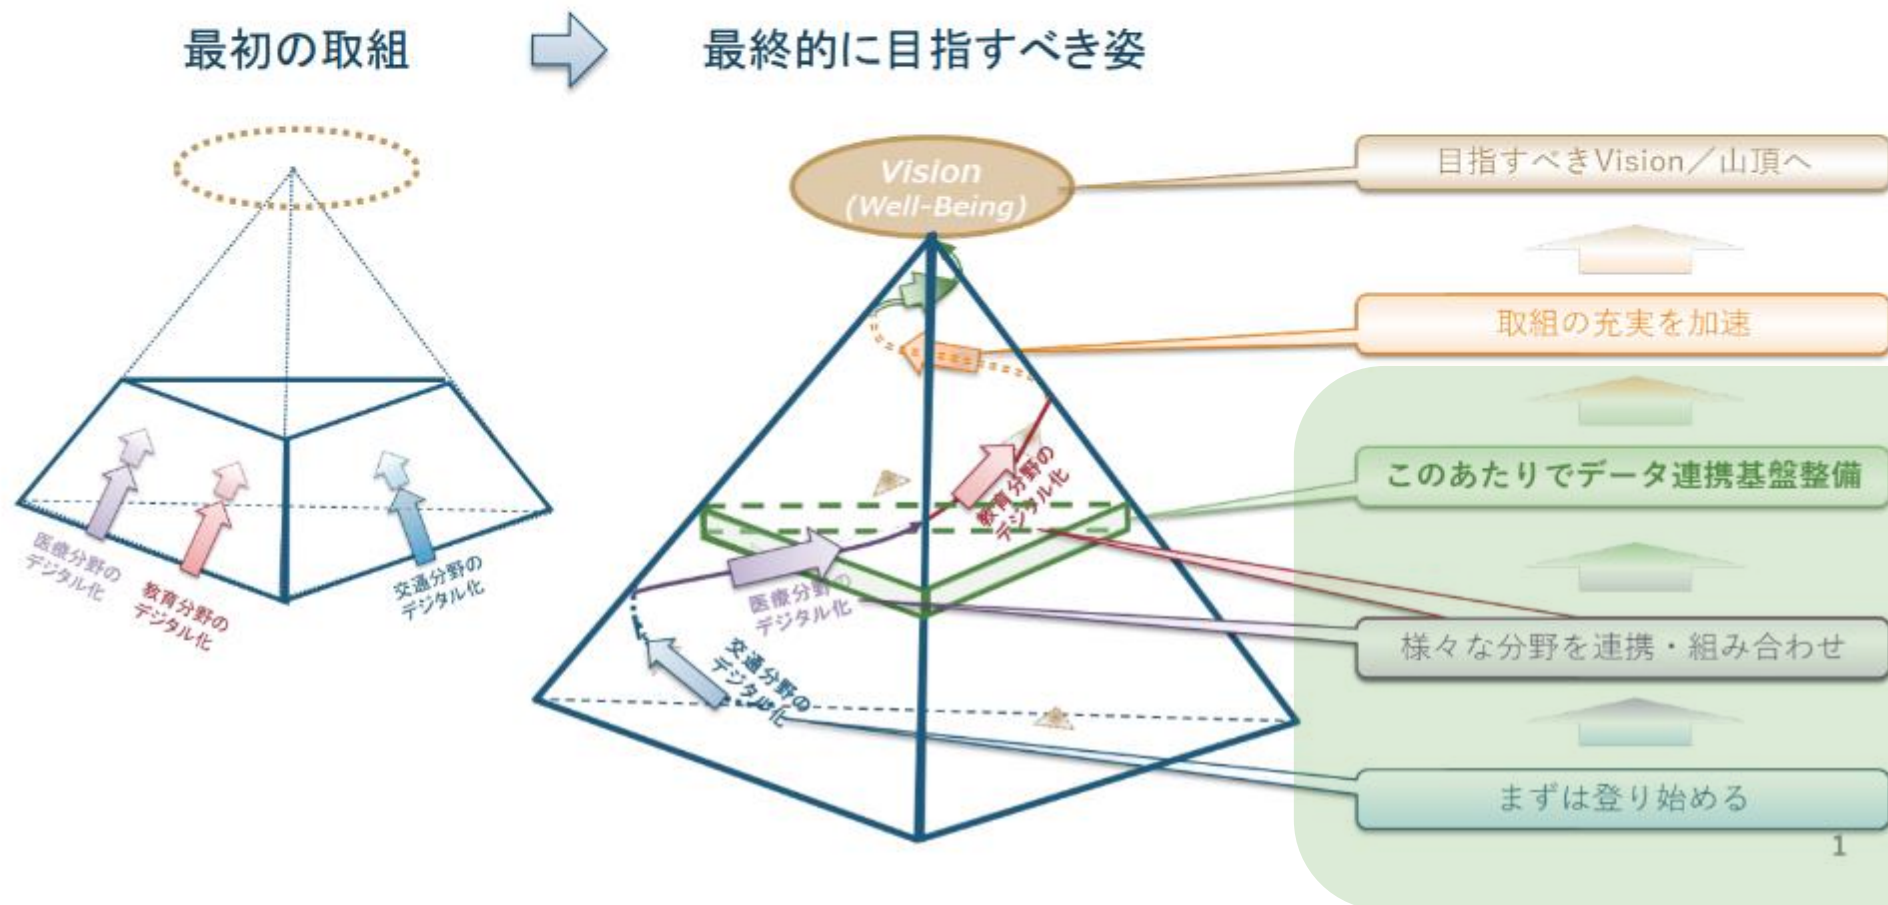 最初の取組
最終的に目指すべき姿
医療分野の
デジタル化
教育分野の
デジタル化
交通分野の
デジタル化
Vision
(Well-Being)
教育分野の
デジタル化
医療分野の
デジタル化
交通分野の
デジタル化
目指すべきVision／山頂へ
取組の充実を加速
このあたりでデータ連携基盤整備
様々な分野を連携・組み合わせ
まずは登り始める
1